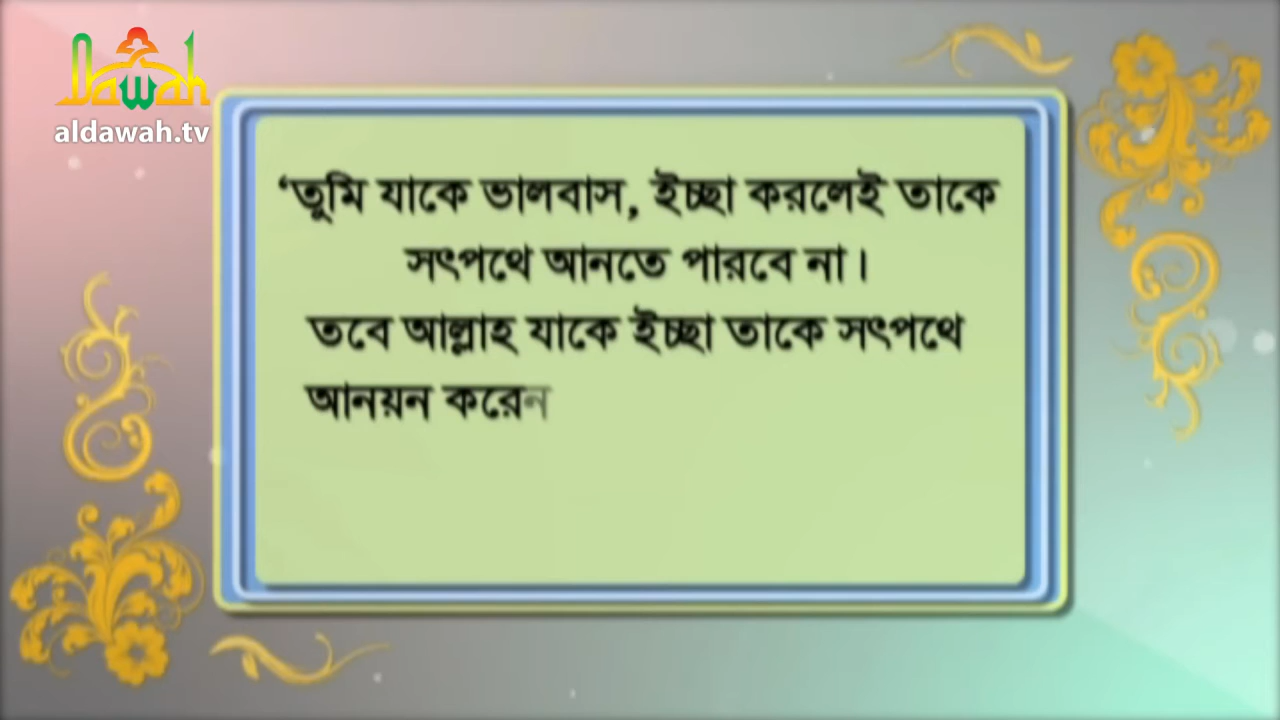 Dawah
aldawah.tv
‘তুমি যাকে ভালবাস, ইচ্ছা করলেই তাকে
সৎপথে আনতে পারবে না।
তবে আল্লাহ যাকে ইচ্ছা তাকে সৎপথে
আনয়ন করেন